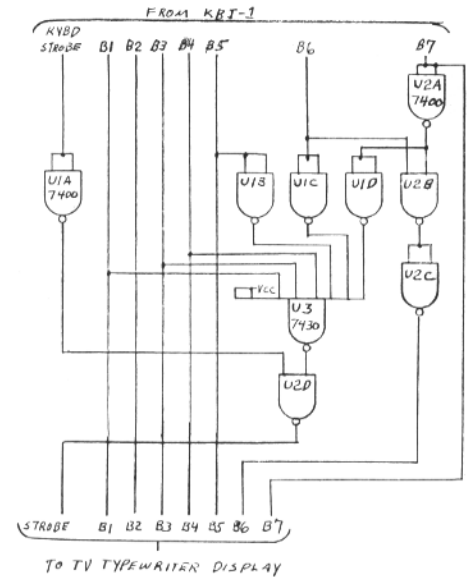 FROM KBI-1
KYBD
STROBE B1 B2 B3 B4 B5 B6 B7
U2A
7400
U1A
7400
U1B U1C U1D U2B
U2C
VCC
U3
7430
U2D
STROBE B1 B2 B3 B4 B5 B6 B7
TO TV TYPEWRITER DISPLAY